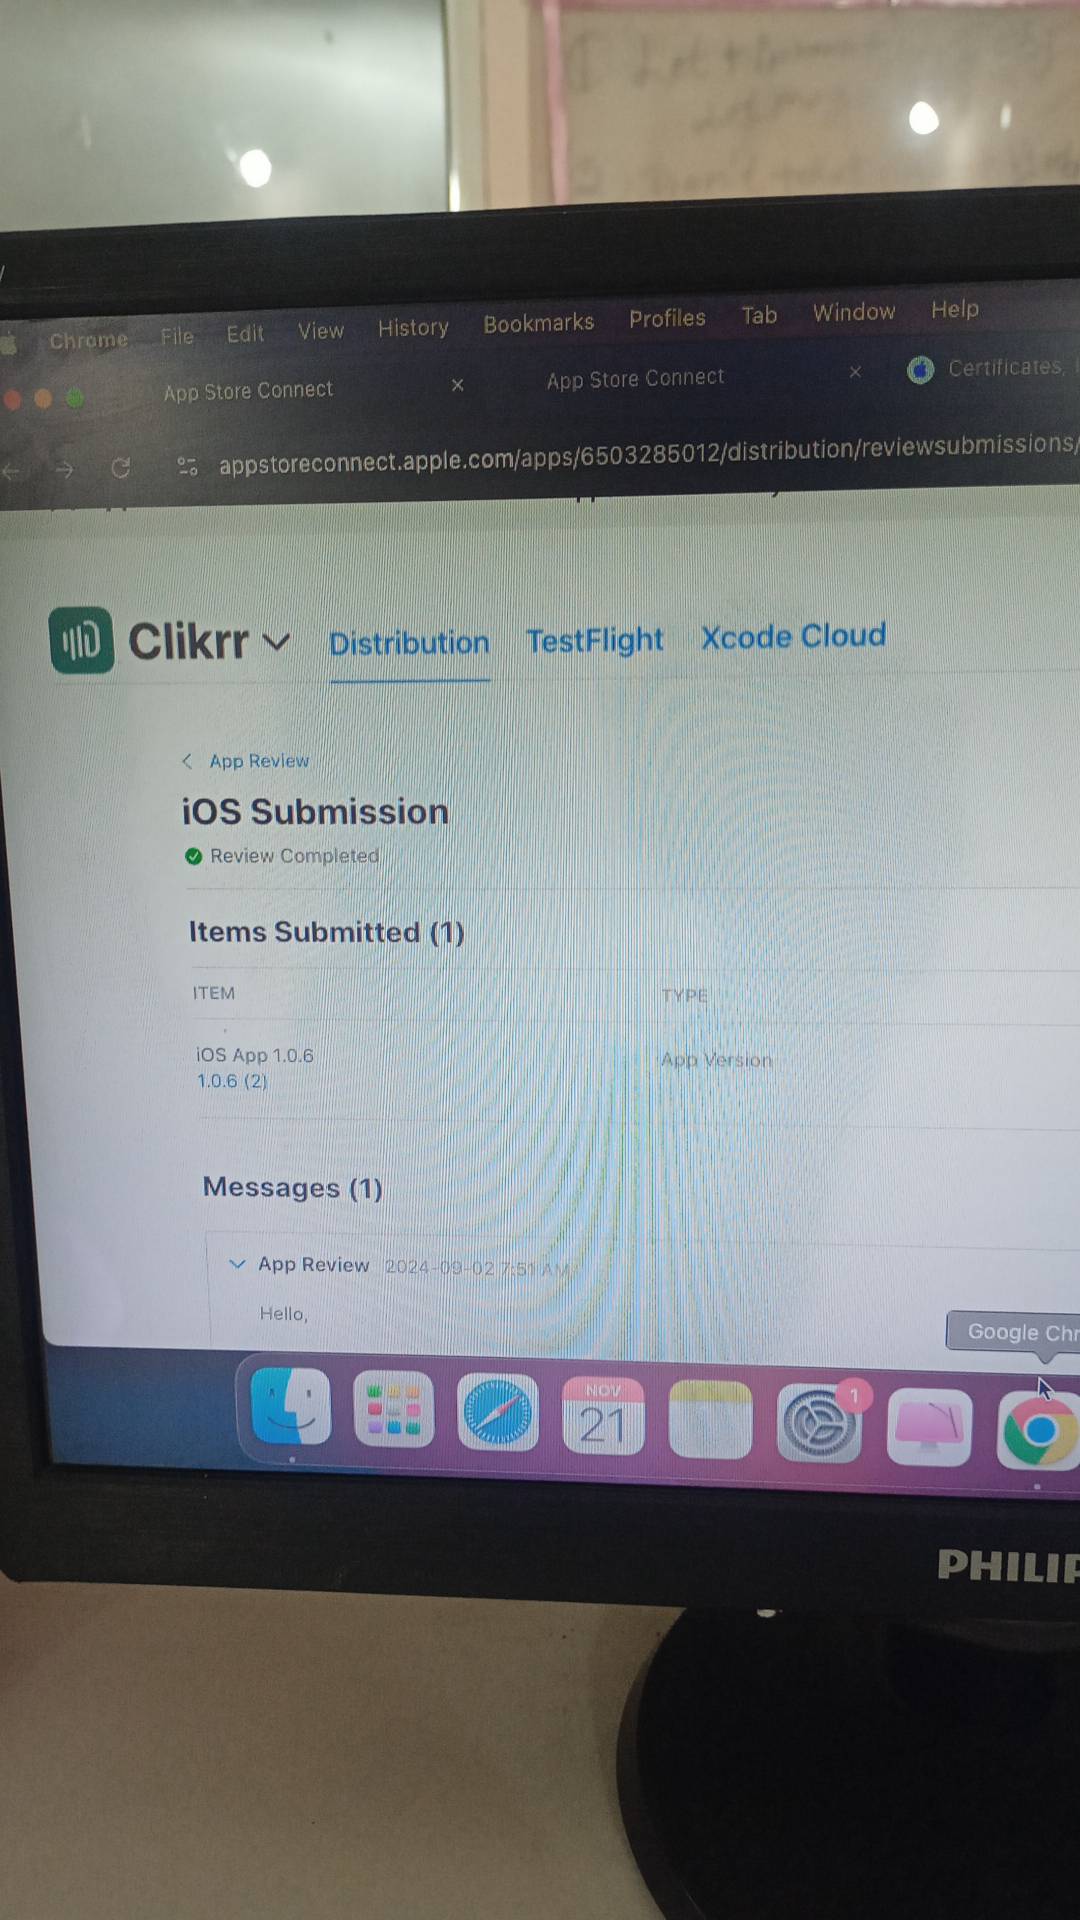 Chrome File Edit View History Bookmarks Profiles Tab Window Help
App Store Connect App Store Connect Certificates,
appstoreconnect.apple.com/apps/6503285012/distribution/reviewsubmissions/
Clikrr Distribution TestFlight Xcode Cloud
App Review
iOS Submission
Review Completed
Items Submitted (1)
ITEM TYPE
iOS App 1.0.6 App Version
1.0.6 (2)
Messages (1)
App Review 2024-09-02 7:51 AM
Hello,
Google Chr
NOV
21
1
PHILIP